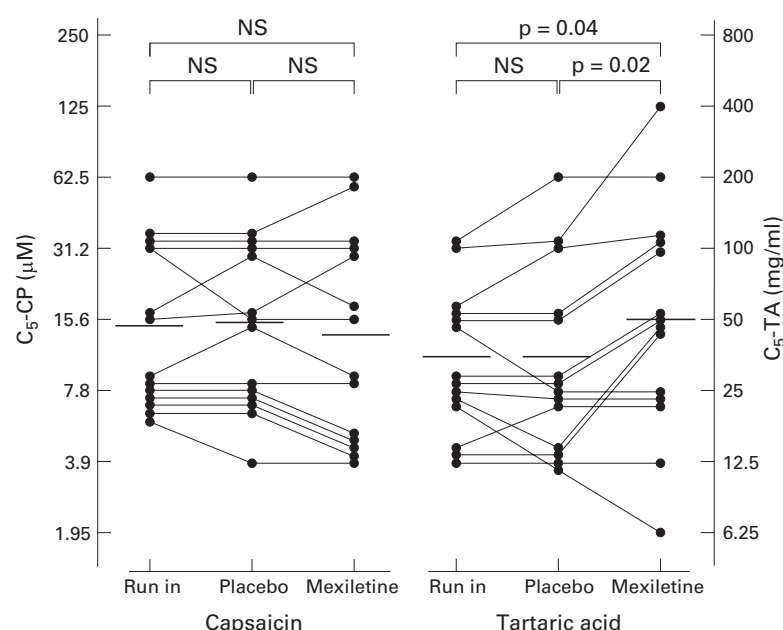 NS
NS NS
p = 0.04
NS p = 0.02
C5-CP (μM)
250
125
62.5
31.2
15.6
7.8
3.9
1.95
800
400
200
100
50
25
12.5
6.25
C5-TA (mg/ml)
Run in Placebo Mexiletine
Capsaicin
Run in Placebo Mexiletine
Tartaric acid